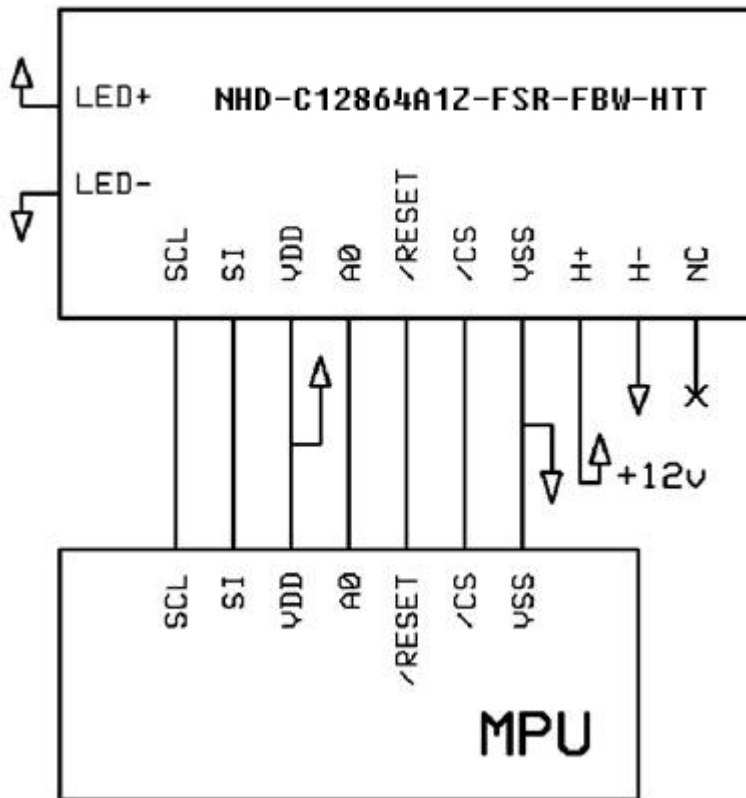 LED+
NHD-C12864A1Z-FSR-FBW-HTT
LED-
SCL
SI
VDD
A0
/RESET
/CS
VSS
H+
H-
NC
+12v
SCL
SI
VDD
A0
/RESET
/CS
VSS
MPU